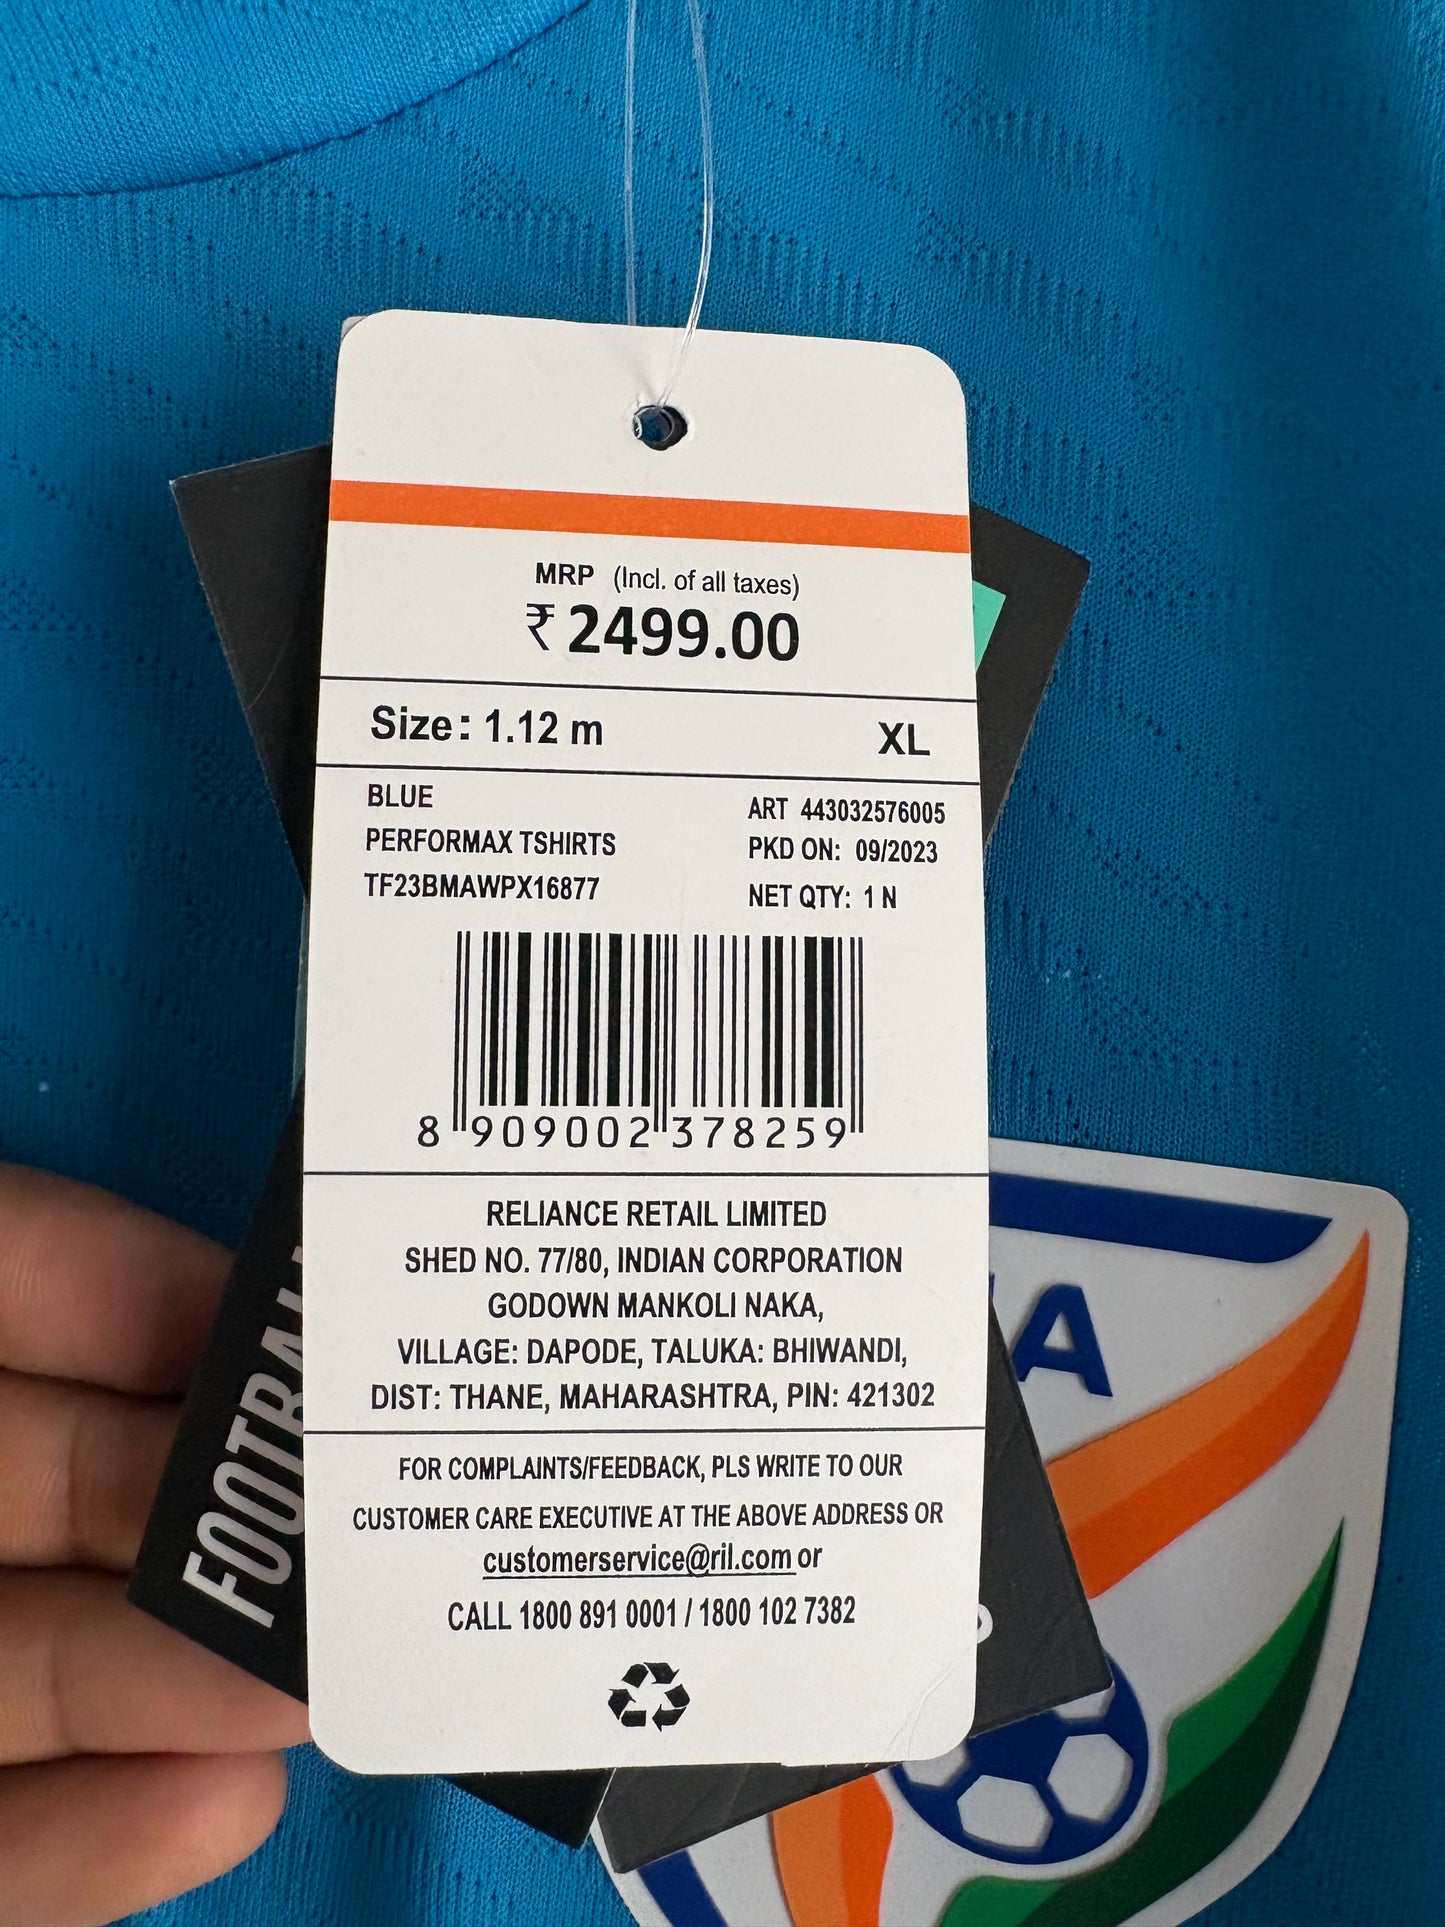 MRP (Incl. of all taxes)
₹ 2499.00
Size: 1.12 m XL
BLUE
PERFORMAX TSHIRTS
TF23BMAWPX16877
ART 443032576005
PKD ON: 09/2023
NET QTY: 1 N
8 909002 378259
RELIANCE RETAIL LIMITED
SHED NO. 77/80, INDIAN CORPORATION
GODOWN MANKOLI NAKA,
VILLAGE: DAPODE, TALUKA: BHIWANDI,
DIST: THANE, MAHARASHTRA, PIN: 421302
FOR COMPLAINTS/FEEDBACK, PLS WRITE TO OUR
CUSTOMER CARE EXECUTIVE AT THE ABOVE ADDRESS OR
customerservice@ril.com or
CALL 1800 891 0001 / 1800 102 7382